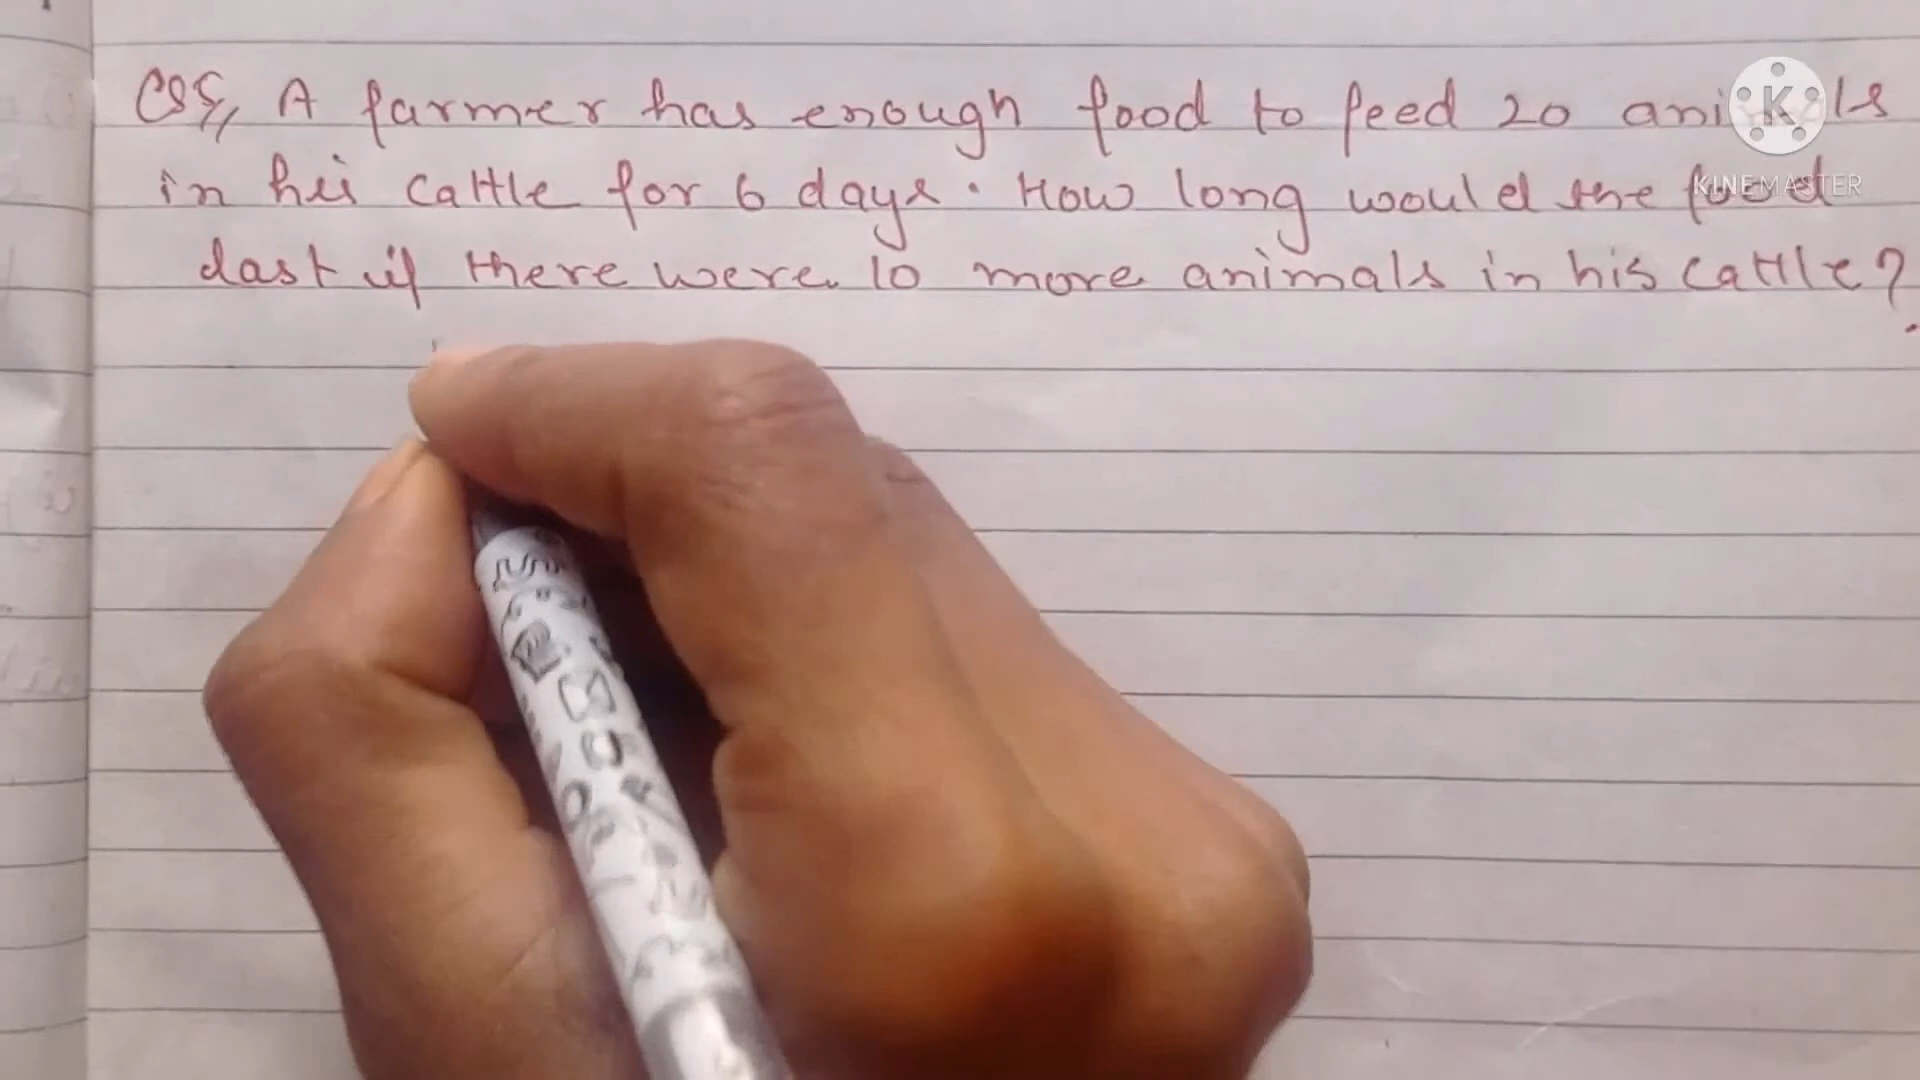 Q5, A farmer has enough food to feed 20 animals
in his cattle for 6 days. How long would the food
last if there were 10 more animals in his cattle?
K
KINEMASTER